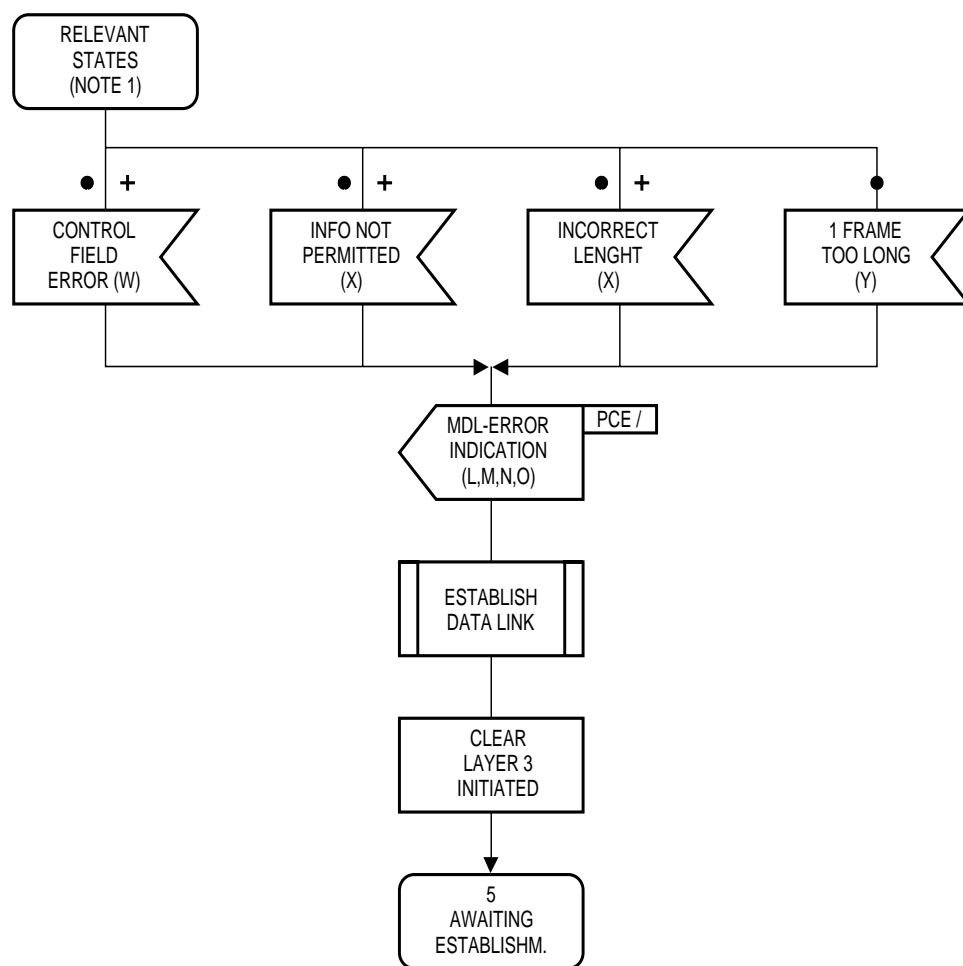 RELEVANT
STATES
(NOTE 1)
● +
● +
● +
●
CONTROL
FIELD
ERROR (W)
INFO NOT
PERMITTED
(X)
INCORRECT
LENGHT
(X)
1 FRAME
TOO LONG
(Y)
MDL-ERROR
INDICATION
(L,M,N,O)
PCE /
ESTABLISH
DATA LINK
CLEAR
LAYER 3
INITIATED
5
AWAITING
ESTABLISHM.